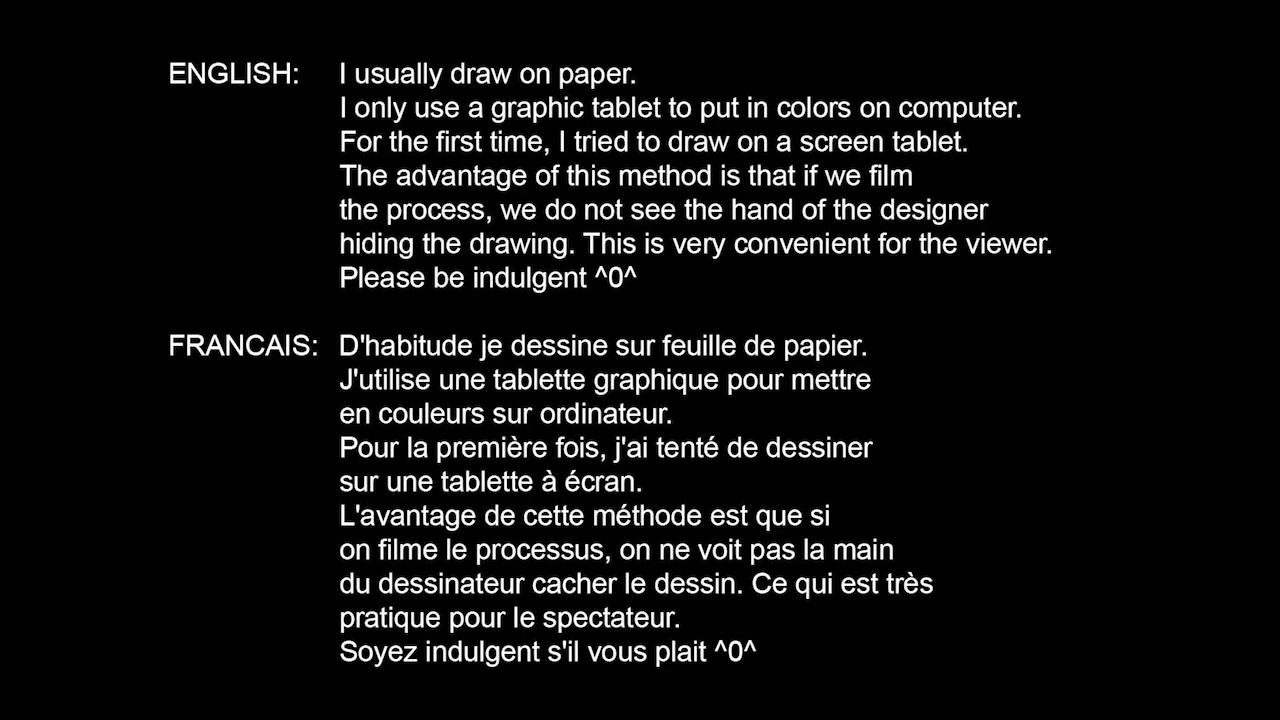 ENGLISH: I usually draw on paper.
I only use a graphic tablet to put in colors on computer.
For the first time, I tried to draw on a screen tablet.
The advantage of this method is that if we film
the process, we do not see the hand of the designer
hiding the drawing. This is very convenient for the viewer.
Please be indulgent ^0^
FRANCAIS: D'habitude je dessine sur feuille de papier.
J'utilise une tablette graphique pour mettre
en couleurs sur ordinateur.
Pour la première fois, j'ai tenté de dessiner
sur une tablette à écran.
L'avantage de cette méthode est que si
on filme le processus, on ne voit pas la main
du dessinateur cacher le dessin. Ce qui est très
pratique pour le spectateur.
Soyez indulgent s'il vous plait ^0^